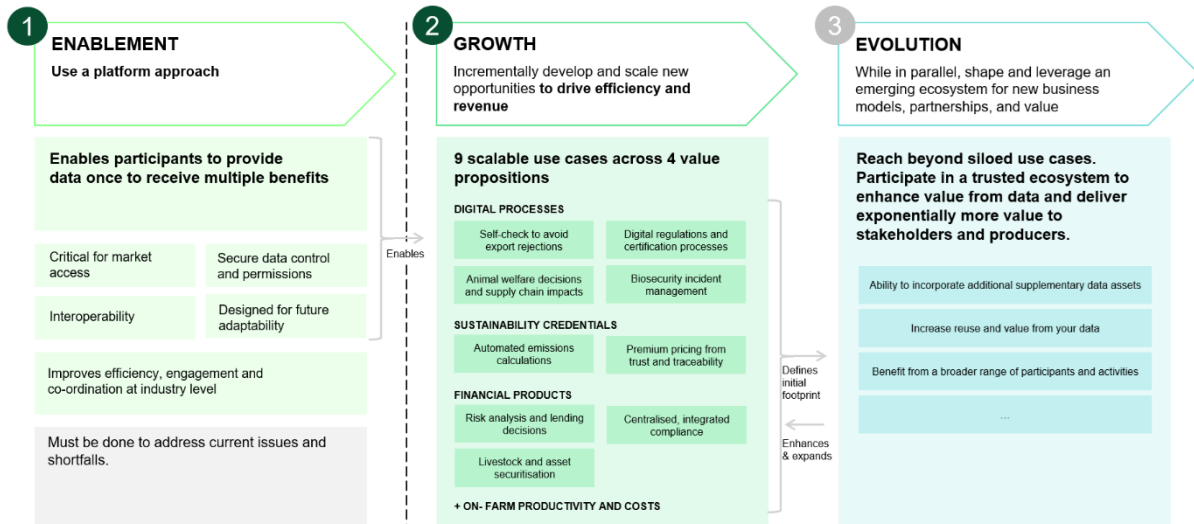 1
ENABLEMENT
Use a platform approach
Enables participants to provide
data once to receive multiple benefits
Critical for market
access
Secure data control
and permissions
Interoperability
Designed for future
adaptability
Improves efficiency, engagement and
co-ordination at industry level
Must be done to address current issues and
shortfalls.
Enables
2
GROWTH
Incrementally develop and scale new
opportunities to drive efficiency and
revenue
9 scalable use cases across 4 value
propositions
DIGITAL PROCESSES
Self-check to avoid
export rejections
Digital regulations and
certification processes
Animal welfare decisions
and supply chain impacts
Biosecurity incident
management
SUSTAINABILITY CREDENTIALS
Automated emissions
calculations
Premium pricing from
trust and traceability
FINANCIAL PRODUCTS
Risk analysis and lending
decisions
Centralised, integrated
compliance
Livestock and asset
securitisation
+ ON- FARM PRODUCTIVITY AND COSTS
Defines
initial
footprint
Enhances
& expands
3
EVOLUTION
While in parallel, shape and leverage an
emerging ecosystem for new business
models, partnerships, and value
Reach beyond siloed use cases.
Participate in a trusted ecosystem to
enhance value from data and deliver
exponentially more value to
stakeholders and producers.
Ability to incorporate additional supplementary data assets
Increase reuse and value from your data
Benefit from a broader range of participants and activities
...